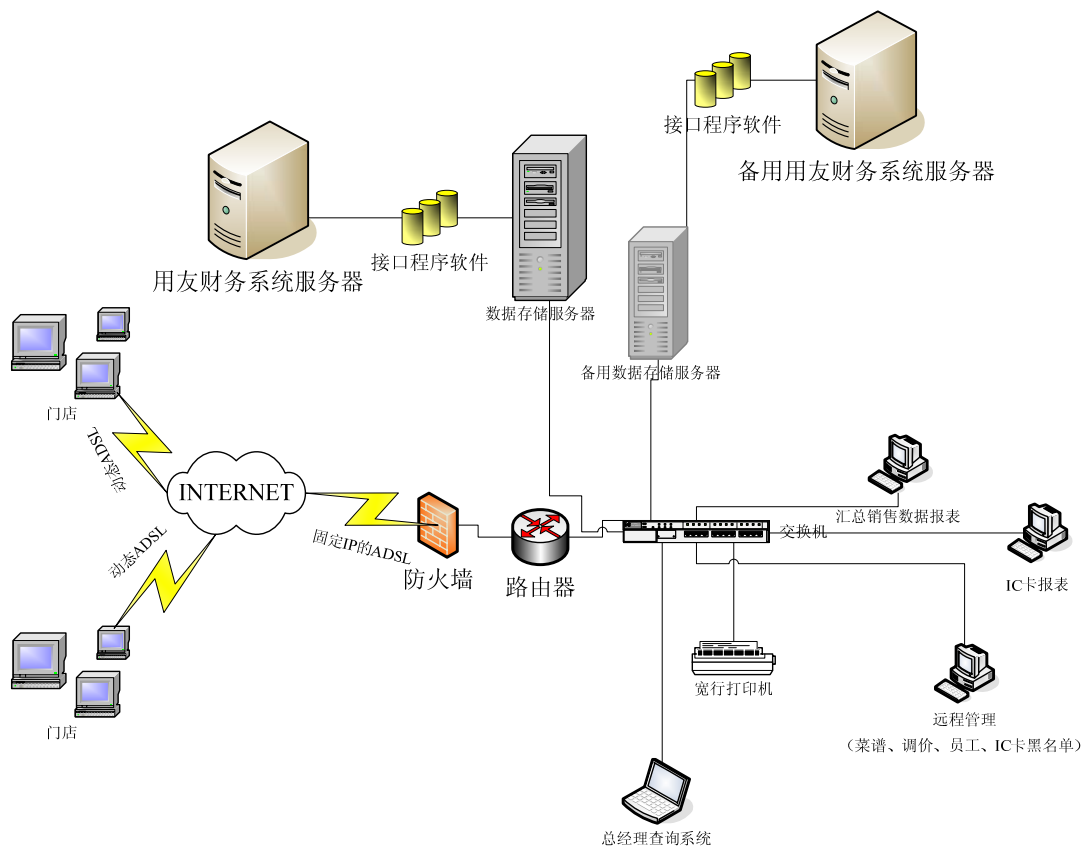 接口程序软件
备用用友财务系统服务器
接口程序软件
用友财务系统服务器
数据存储服务器
备用数据存储服务器
门店
动态ADSL
INTERNET
动态ADSL
固定IP的ADSL
防火墙
路由器
交换机
汇总销售数据报表
IC卡报表
宽行打印机
远程管理
（菜谱、调价、员工、IC卡黑名单）
门店
总经理查询系统